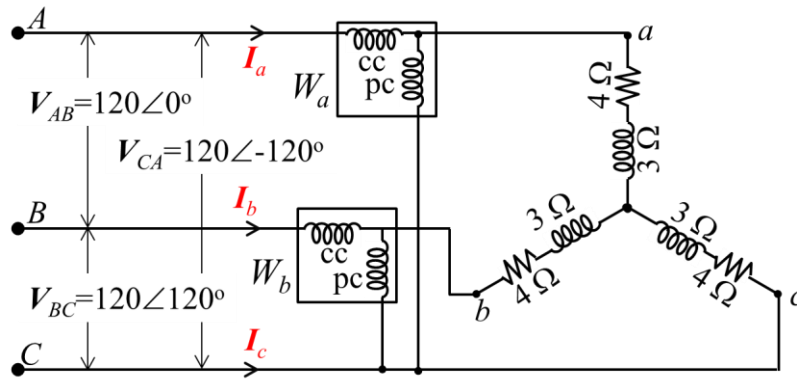 A
I_a
cc
pc
W_a
a
4 Ω
3 Ω
V_AB=120∠0°
V_CA=120∠-120°
B
I_b
cc
pc
W_b
3 Ω
4 Ω
b
3 Ω
4 Ω
c
V_BC=120∠120°
C
I_c